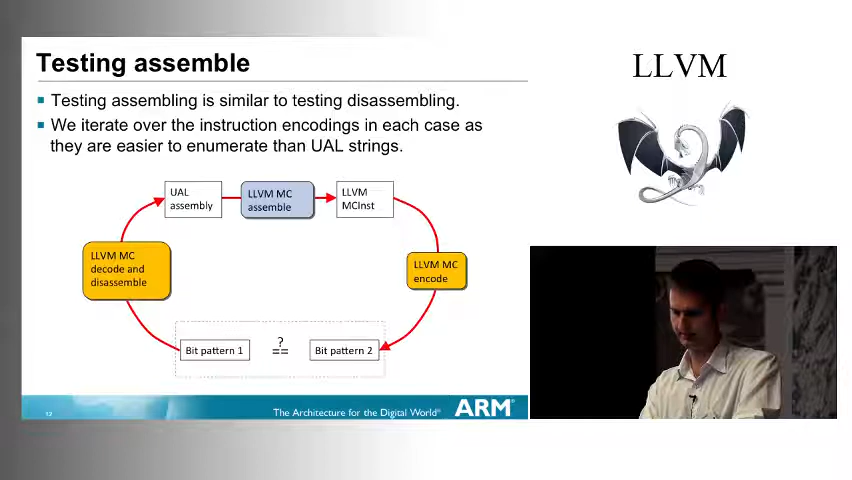 Testing assemble
Testing assembling is similar to testing disassembling.
We iterate over the instruction encodings in each case as
they are easier to enumerate than UAL strings.
UAL
assembly
LLVM MC
assemble
LLVM
MCInst
LLVM MC
decode and
disassemble
LLVM MC
encode
Bit pattern 1
?
==
Bit pattern 2
12
The Architecture for the Digital World®
ARM®
LLVM